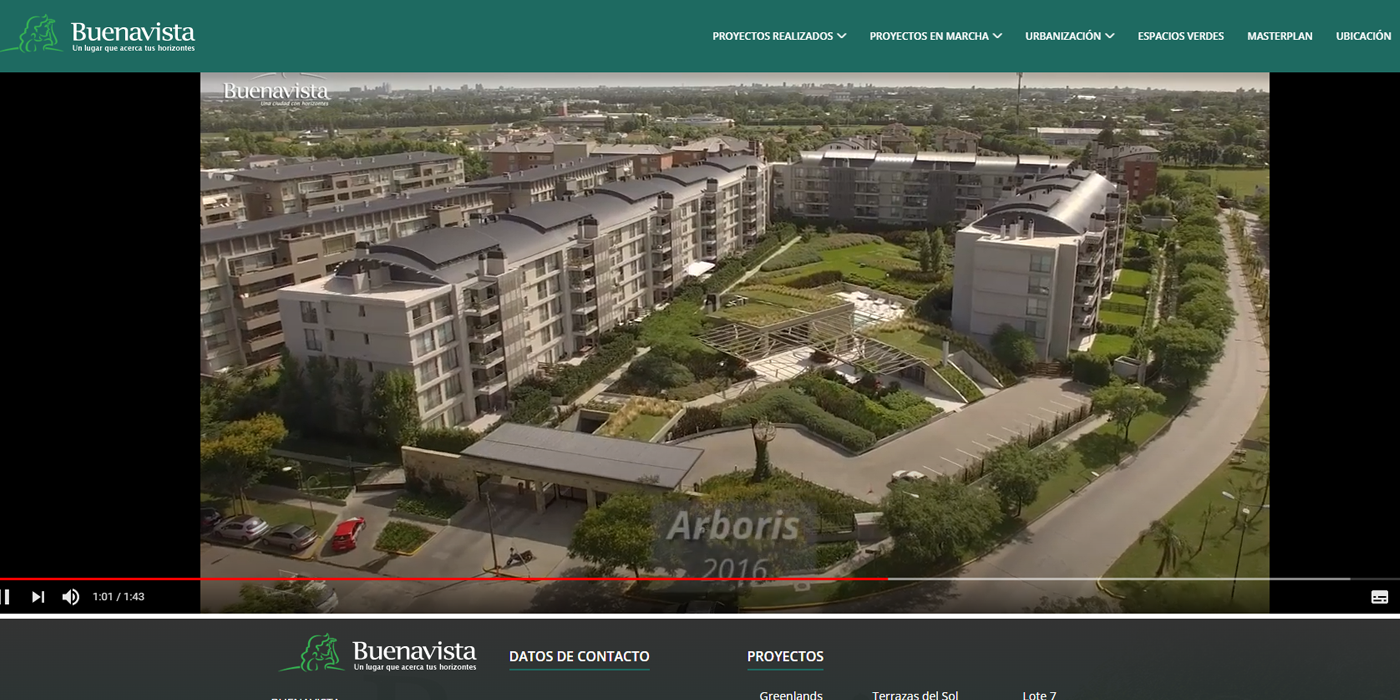 Buenavista
Un lugar que acerca tus horizontes
PROYECTOS REALIZADOS
PROYECTOS EN MARCHA
URBANIZACIÓN
ESPACIOS VERDES
MASTERPLAN
UBICACIÓN
Buenavista
Una ciudad con horizontes
Arboris
2016
1:01 / 1:43
Buenavista
Un lugar que acerca tus horizontes
DATOS DE CONTACTO
PROYECTOS
BUENAVISTA
Greenlands
Terrazas del Sol
Lote 7